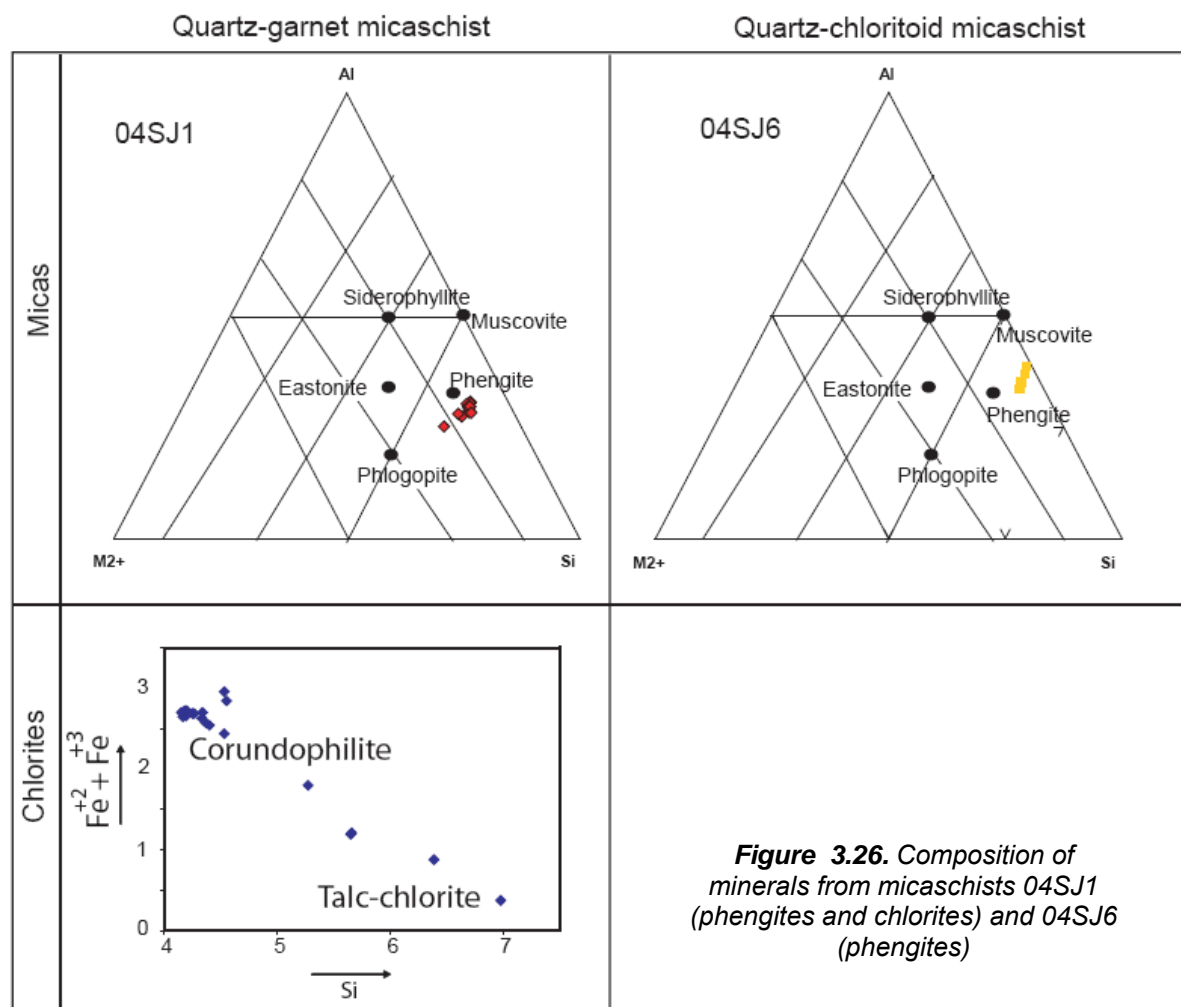 Quartz-garnet micaschist
Quartz-chloritoid micaschist
Micas
Al
04SJ1
Siderophyllite
Muscovite
Eastonite
Phengite
Phlogopite
M2+
Si
Al
04SJ6
Siderophyllite
Muscovite
Eastonite
Phengite
Phlogopite
M2+
Si
Chlorites
3
2
1
0
Fe+2 + Fe+3
Corundophilite
Talc-chlorite
4 5 6 7
Si
Figure 3.26. Composition of
minerals from micaschists 04SJ1
(phengites and chlorites) and 04SJ6
(phengites)